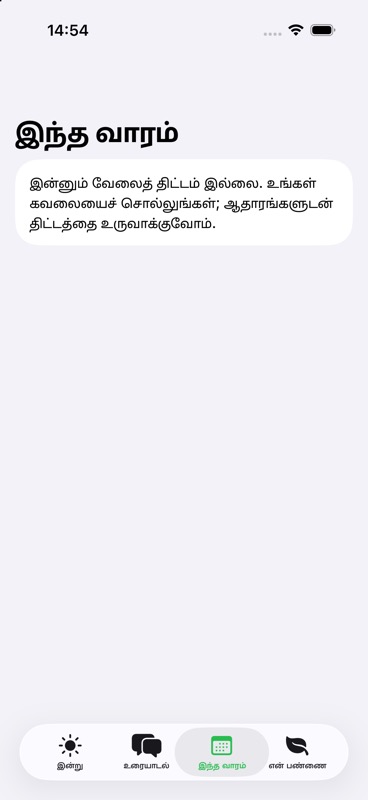 14:54
இந்த வாரம்
இன்னும் வேலைத் திட்டம் இல்லை. உங்கள்
கவலையைச் சொல்லுங்கள்; ஆதாரங்களுடன்
திட்டத்தை உருவாக்குவோம்.
இன்று
உரையாடல்
இந்த வாரம்
என் பண்ணை